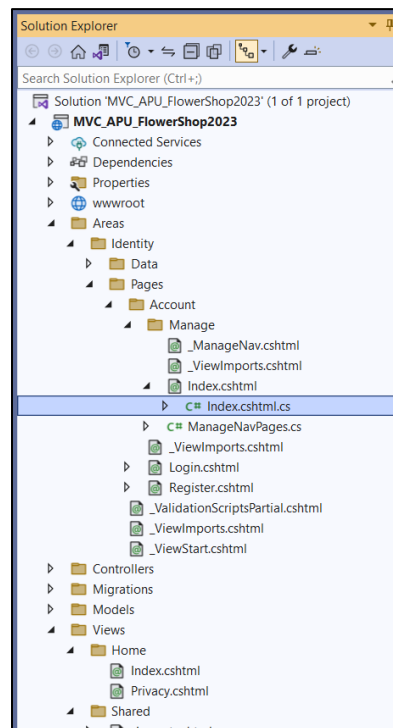 Solution Explorer
Search Solution Explorer (Ctrl+;)
Solution 'MVC_APU_FlowerShop2023' (1 of 1 project)
MVC_APU_FlowerShop2023
Connected Services
Dependencies
Properties
wwwroot
Areas
Identity
Data
Pages
Account
Manage
_ManageNav.cshtml
_ViewImports.cshtml
Index.cshtml
C# Index.cshtml.cs
C# ManageNavPages.cs
_ViewImports.cshtml
Login.cshtml
Register.cshtml
_ValidationScriptsPartial.cshtml
_ViewImports.cshtml
_ViewStart.cshtml
Controllers
Migrations
Models
Views
Home
Index.cshtml
Privacy.cshtml
Shared